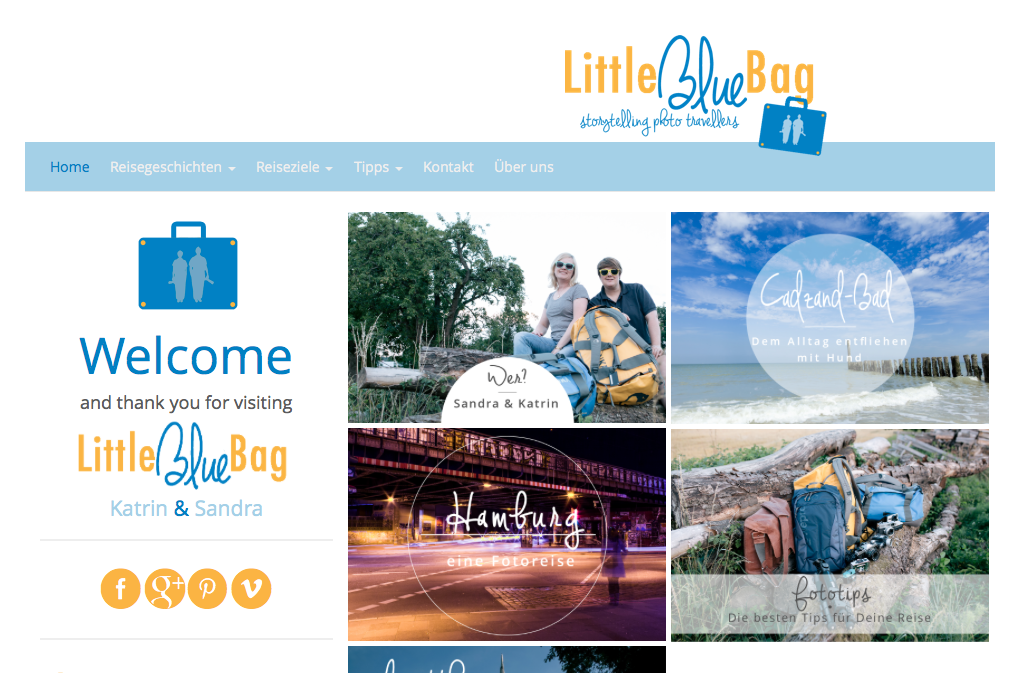 LittleBlueBag
storytelling photo travellers
Home Reisegeschichten Reiseziele Tipps Kontakt Über uns
Welcome
and thank you for visiting
LittleBlueBag
Katrin & Sandra
Wer?
Sandra & Katrin
Cadzand-Bad
Dem Alltag entfliehen
mit Hund
Hamburg
eine Fotoreise
fototips
Die besten Tips für Deine Reise